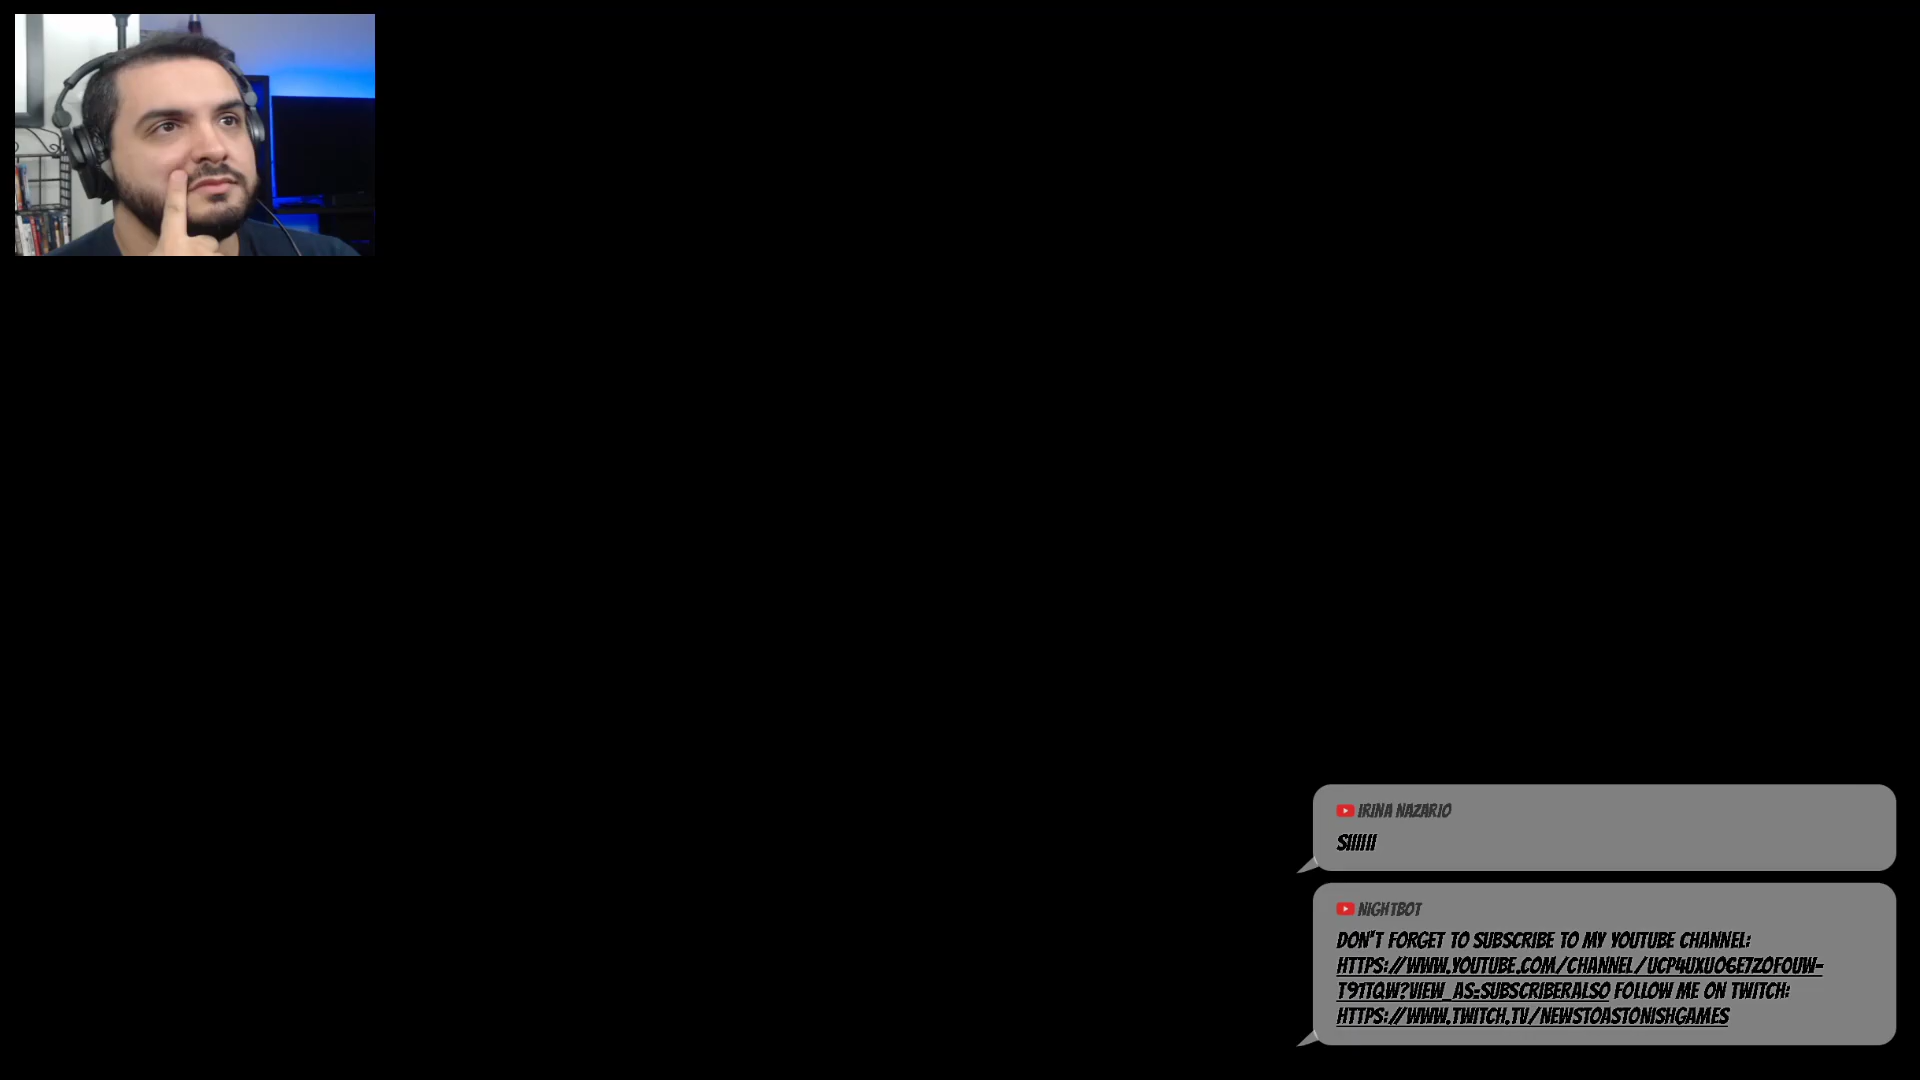 IRINA NAZARIO
SIIIIII
NIGHTBOT
DON'T FORGET TO SUBSCRIBE TO MY YOUTUBE CHANNEL:
HTTPS://WWW.YOUTUBE.COM/CHANNEL/UCP4UXUO6E7ZOFOUW-
T91TQW?VIEW_AS=SUBSCRIBERALSO FOLLOW ME ON TWITCH:
HTTPS://WWW.TWITCH.TV/NEWSTOASTONISHGAMES